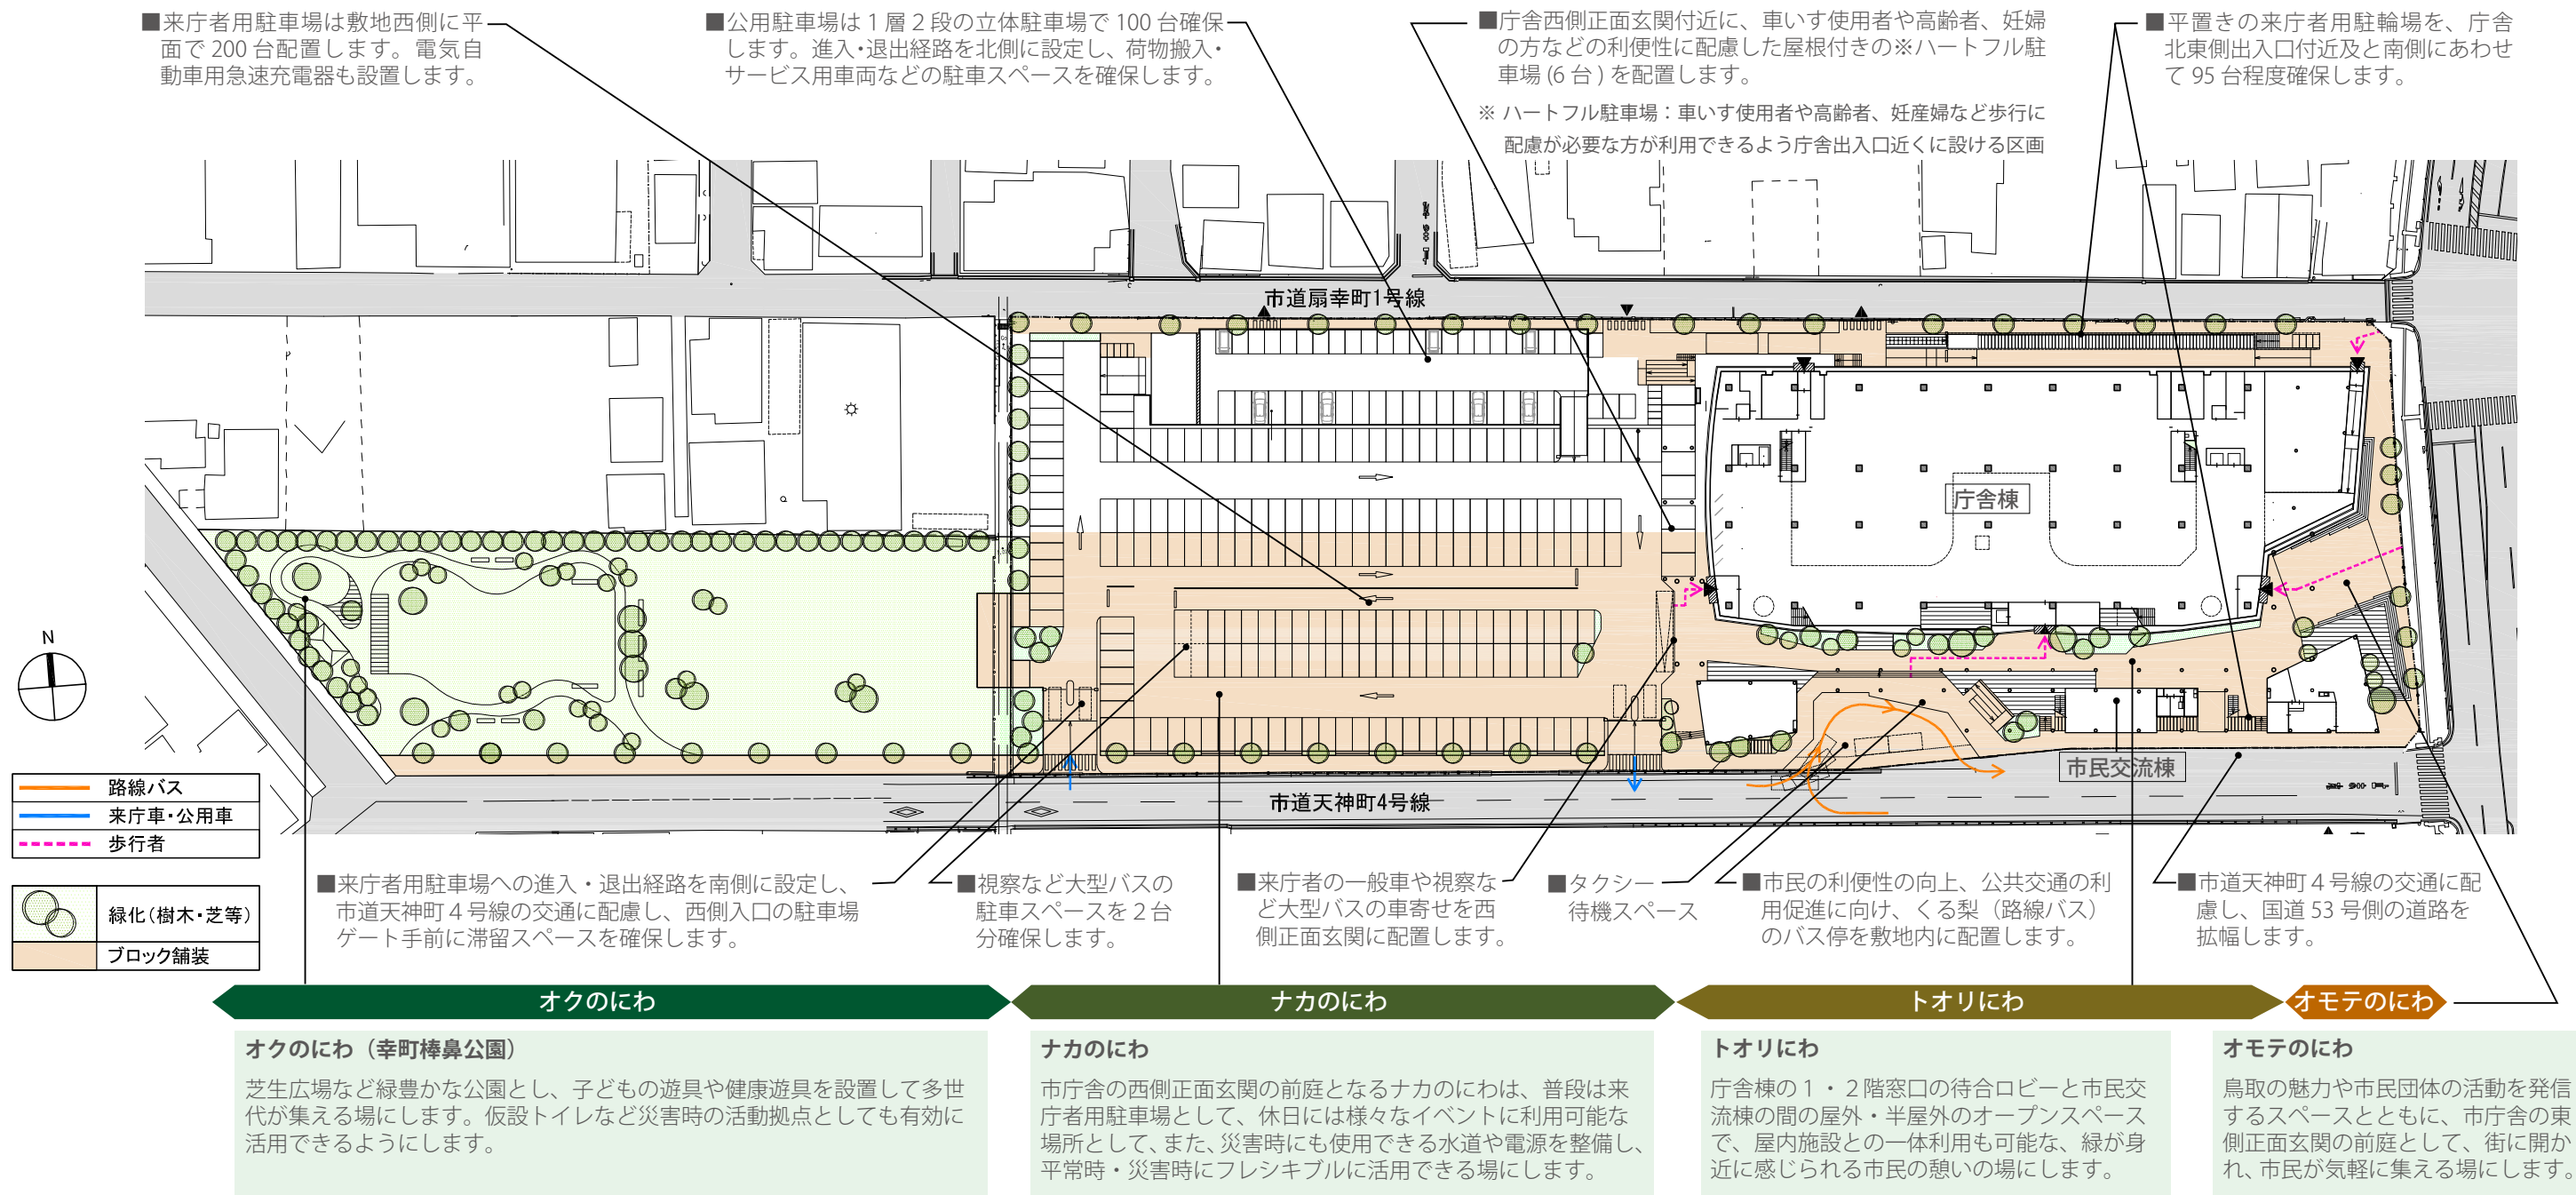 ■来庁者用駐車場は敷地西側に平
面で 200 台配置します。電気自
動車用急速充電器も設置します。
■公用駐車場は１層２段の立体駐車場で 100 台確保
します。進入・退出経路を北側に設定し、荷物搬入・
サービス用車両などの駐車スペースを確保します。
■庁舎西側正面玄関付近に、車いす使用者や高齢者、妊婦
の方などの利便性に配慮した屋根付きの※ハートフル駐
車場 (6 台 ) を配置します。
※ ハートフル駐車場：車いす使用者や高齢者、妊産婦など歩行に
配慮が必要な方が利用できるよう庁舎出入口近くに設ける区画
■平置きの来庁者用駐輪場を、庁舎
北東側出入口付近及と南側にあわせ
て 95 台程度確保します。
市道扇幸町1号線
庁舎棟
N
市民交流棟
市道天神町4号線
路線バス
来庁車・公用車
歩行者
緑化（樹木・芝等）
ブロック舗装
■来庁者用駐車場への進入・退出経路を南側に設定し、
市道天神町４号線の交通に配慮し、西側入口の駐車場
ゲート手前に滞留スペースを確保します。
■視察など大型バスの
駐車スペースを２台
分確保します。
■来庁者の一般車や視察な
ど大型バスの車寄せを西
側正面玄関に配置します。
■タクシー
待機スペース
■市民の利便性の向上、公共交通の利
用促進に向け、くる梨（路線バス）
のバス停を敷地内に配置します。
■市道天神町４号線の交通に配
慮し、国道 53 号側の道路を
拡幅します。
オクのにわ
ナカのにわ
トオリにわ
オモテのにわ
オクのにわ（幸町棒鼻公園）
芝生広場など緑豊かな公園とし、子どもの遊具や健康遊具を設置して多世
代が集える場にします。仮設トイレなど災害時の活動拠点としても有効に
活用できるようにします。
ナカのにわ
市庁舎の西側正面玄関の前庭となるナカのにわは、普段は来
庁者用駐車場として、休日には様々なイベントに利用可能な
場所として、また、災害時にも使用できる水道や電源を整備し、
平常時・災害時にフレシキブルに活用できる場にします。
トオリにわ
庁舎棟の１・２階窓口の待合ロビーと市民交
流棟の間の屋外・半屋外のオープンスペース
で、屋内施設との一体利用も可能な、緑が身
近に感じられる市民の憩いの場にします。
オモテのにわ
鳥取の魅力や市民団体の活動を発信
するスペースとともに、市庁舎の東
側正面玄関の前庭として、街に開か
れ、市民が気軽に集える場にします。